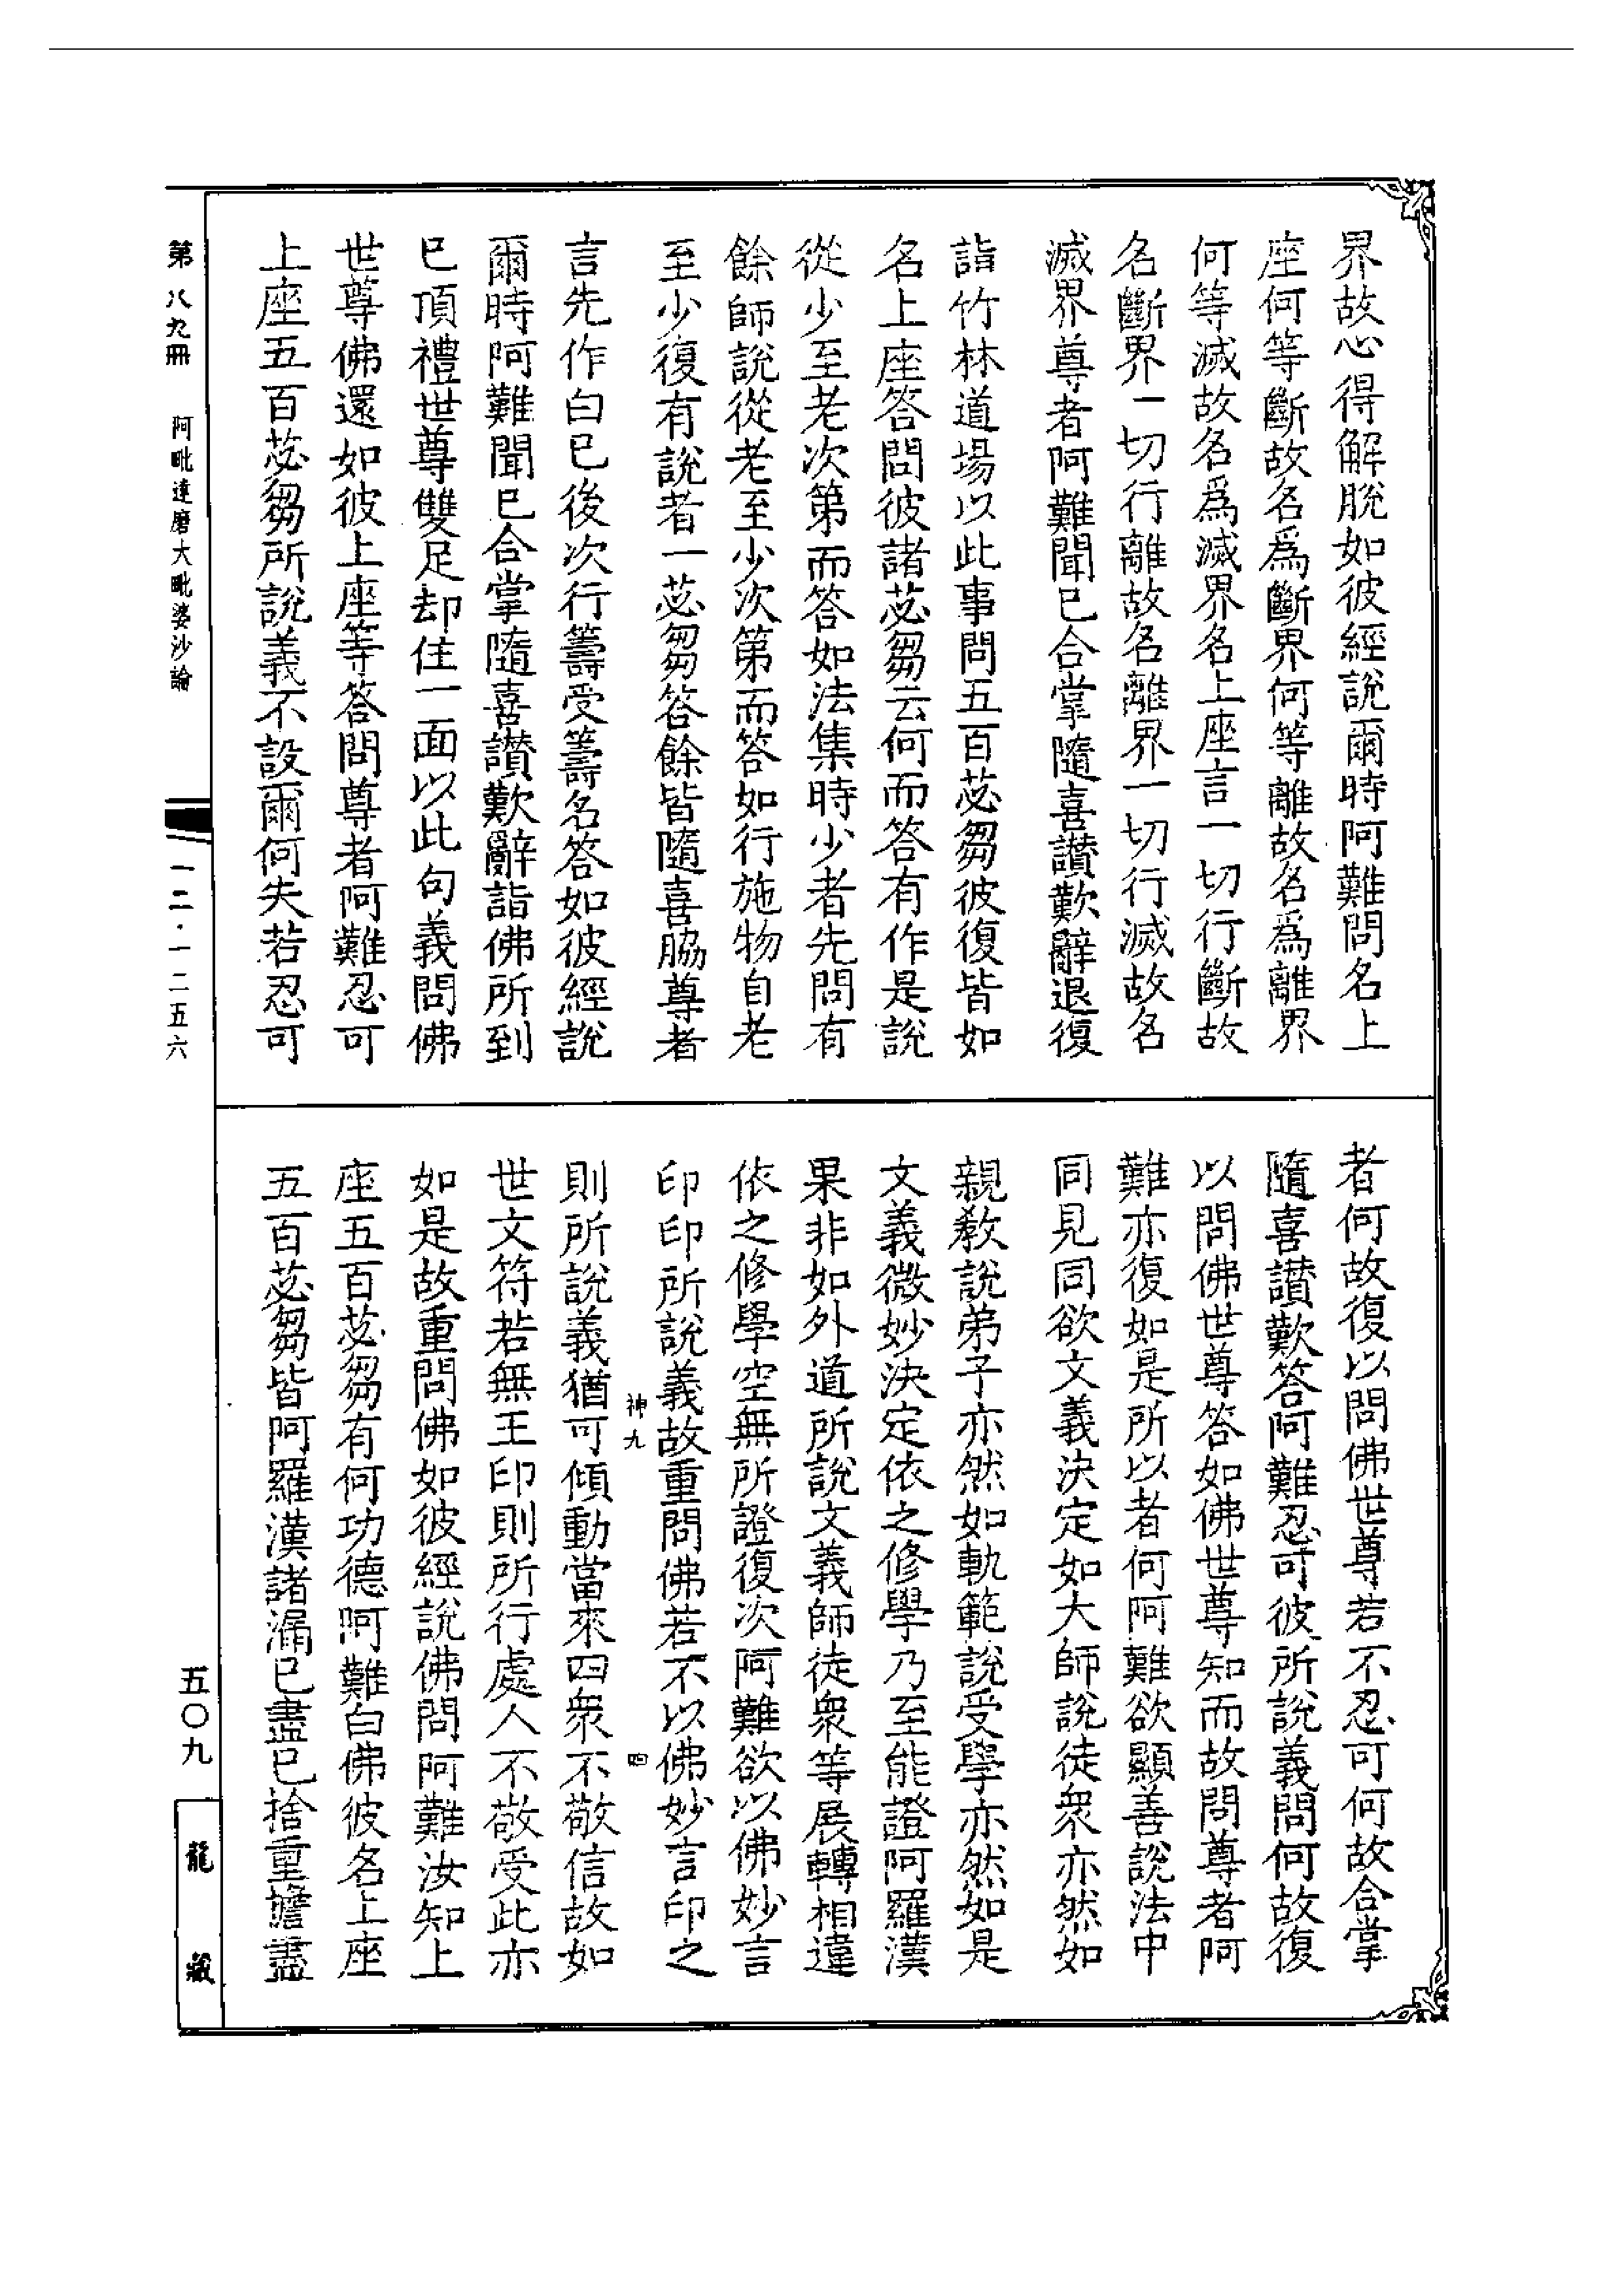 界故心得解脫如彼經說爾時阿難問名上
座何等斷故名爲斷界何等離故名爲離界
何等滅故名爲滅界名上座言一切行斷故
名斷界一切行離故名離界一切行滅故名
滅界尊者阿難聞已合掌隨喜讚歎辭退復
詣竹林道場以此事問五百苾芻彼復皆如
名上座答問彼諸苾芻云何而答有作是說
從少至老次第而答如法集時少者先問有
餘師說從老至少次第而答如行施物自老
至少復有說者一苾芻答餘皆隨喜脇尊者
言先作白已後次行籌受籌名答如彼經說
爾時阿難聞已合掌隨喜讚歎辭詣佛所到
已頂禮世尊雙足却住一面以此句義問佛
世尊佛還如彼上座等答問尊者阿難忍可
上座五百苾芻所說義不設爾何失若忍可
者何故復以問佛世尊若不忍可何故合掌
隨喜讚歎答阿難忍可彼所說義問何故復
以問佛世尊答如佛世尊知而故問尊者阿
難亦復如是所以者何阿難欲顯善說法中
同見同欲文義決定如大師說徒衆亦然如
親教說弟子亦然如軌範說受學亦然如是
文義微妙決定依之修學乃至能證阿羅漢
果非如外道所說文義師徒衆等展轉相違
依之修學空無所證復次阿難欲以佛妙言
印印所說義故重問佛若不以佛妙言印之
神九
四
則所說義猶可傾動當來四衆不敬信故如
世文符若無王印則所行處人不敬受此亦
如是故重問佛如彼經說佛問阿難汝知上
座五百苾芻有何功德阿難白佛彼名上座
五百苾芻皆阿羅漢諸漏已盡已捨重擔盡
第八九冊
阿毗達磨大毗婆沙論
一二·一二五六
五〇九
龍藏